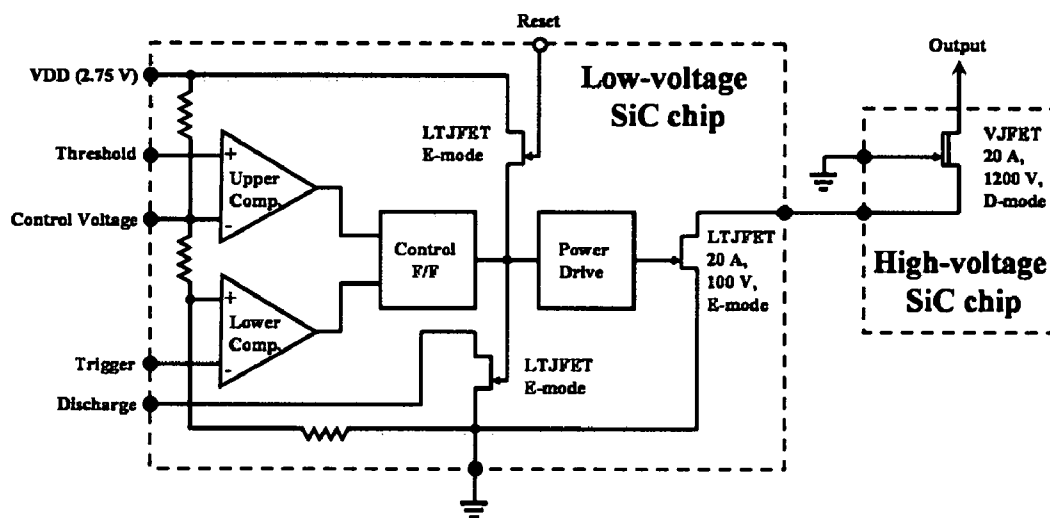 Reset
VDD (2.75 V)
Low-voltage
SiC chip
Output
LTJFET
E-mode
VJFET
20 A,
1200 V,
D-mode
Threshold
+
Upper
Comp.
-
Control Voltage
Control
F/F
Power
Drive
LTJFET
20 A,
100 V,
E-mode
High-voltage
SiC chip
+
Lower
Comp.
-
Trigger
LTJFET
E-mode
Discharge